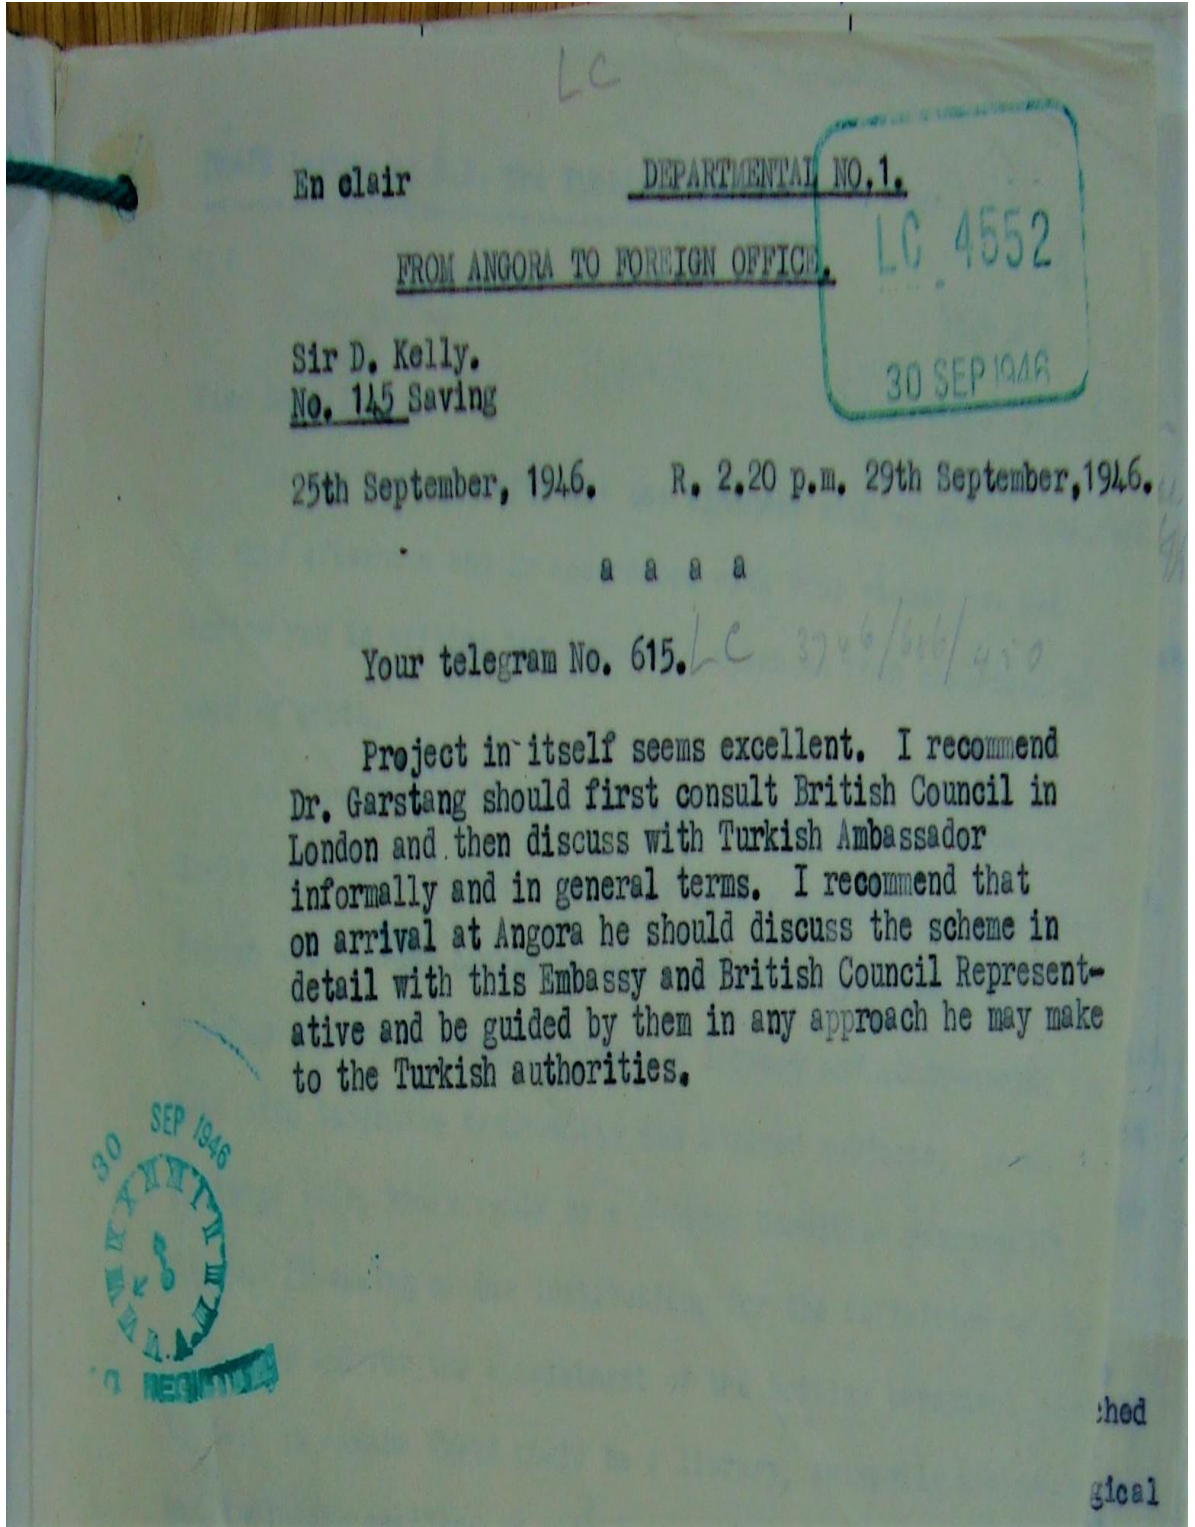 LC
En clair DEPARTMENTAL NO.1.
FROM ANGORA TO FOREIGN OFFICE.
LC 4552
30 SEP 1946
Sir D. Kelly.
No. 145 Saving
25th September, 1946. R. 2.20 p.m. 29th September,1946.
a a a a
Your telegram No. 615. LC
Project in itself seems excellent. I recommend
Dr. Garstang should first consult British Council in
London and then discuss with Turkish Ambassador
informally and in general terms. I recommend that
on arrival at Angora he should discuss the scheme in
detail with this Embassy and British Council Represent-
ative and be guided by them in any approach he may make
to the Turkish authorities.
30 SEP 1946
ched
gical